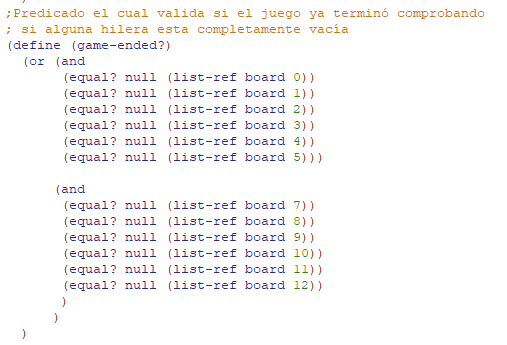 )
;Predicado el cual valida si el juego ya terminó comprobando
; si alguna hilera esta completamente vacía
(define (game-ended?)
  (or (and
       (equal? null (list-ref board 0))
       (equal? null (list-ref board 1))
       (equal? null (list-ref board 2))
       (equal? null (list-ref board 3))
       (equal? null (list-ref board 4))
       (equal? null (list-ref board 5)))

      (and
       (equal? null (list-ref board 7))
       (equal? null (list-ref board 8))
       (equal? null (list-ref board 9))
       (equal? null (list-ref board 10))
       (equal? null (list-ref board 11))
       (equal? null (list-ref board 12))
       )
      )
  )